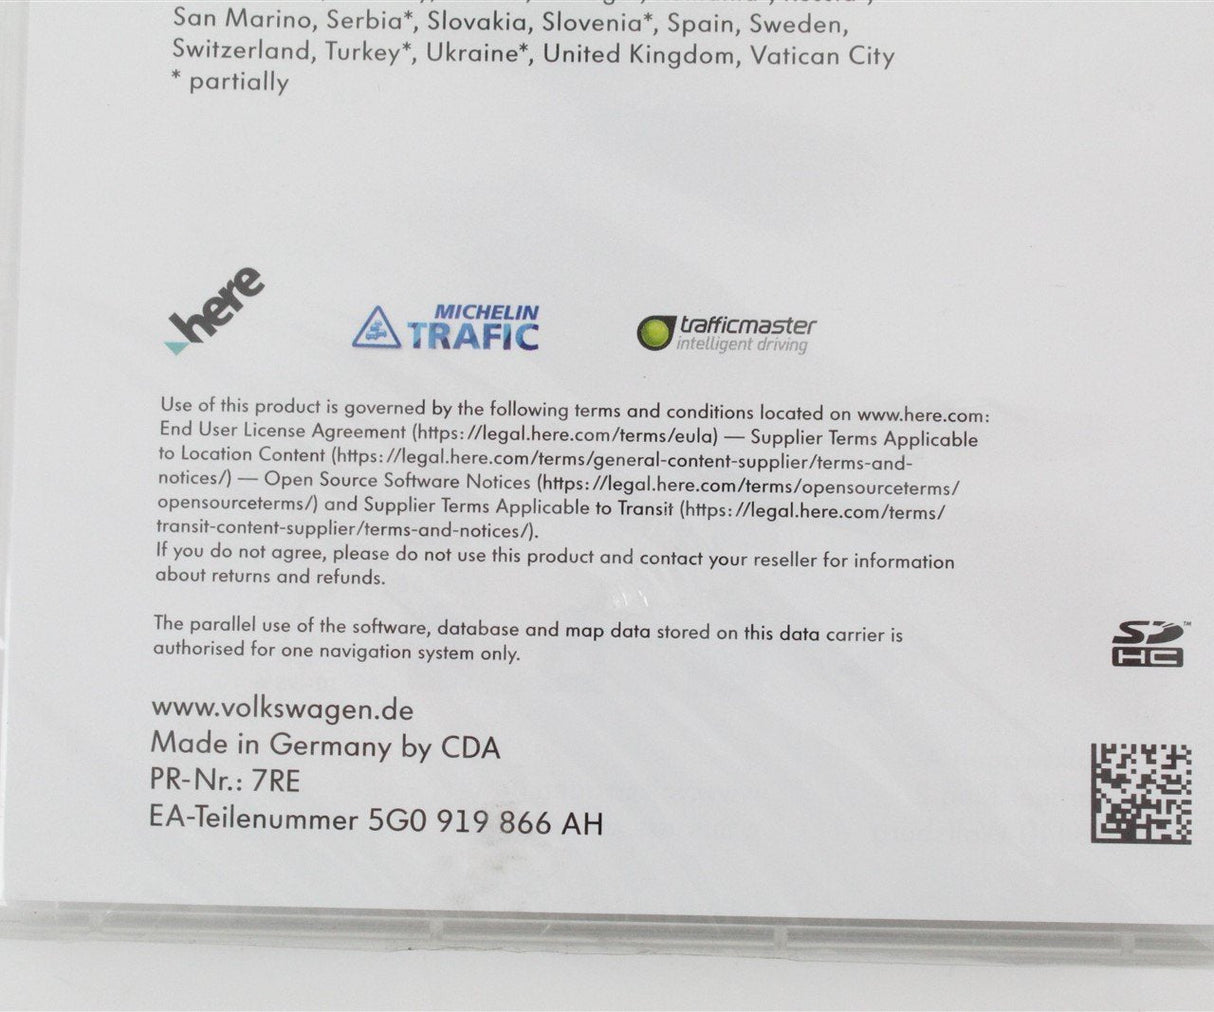 San Marino, Serbia*, Slovakia, Slovenia*, Spain, Sweden,
Switzerland, Turkey*, Ukraine*, United Kingdom, Vatican City
* partially
here
MICHELIN
TRAFIC
trafficmaster
intelligent driving
Use of this product is governed by the following terms and conditions located on www.here.com:
End User License Agreement (https://legal.here.com/terms/eula) — Supplier Terms Applicable
to Location Content (https://legal.here.com/terms/general-content-supplier/terms-and-
notices/) — Open Source Software Notices (https://legal.here.com/terms/opensourceterms/
opensourceterms/) and Supplier Terms Applicable to Transit (https://legal.here.com/terms/
transit-content-supplier/terms-and-notices/).
If you do not agree, please do not use this product and contact your reseller for information
about returns and refunds.
The parallel use of the software, database and map data stored on this data carrier is
authorised for one navigation system only.
SD™
HC
www.volkswagen.de
Made in Germany by CDA
PR-Nr.: 7RE
EA-Teilenummer 5G0 919 866 AH